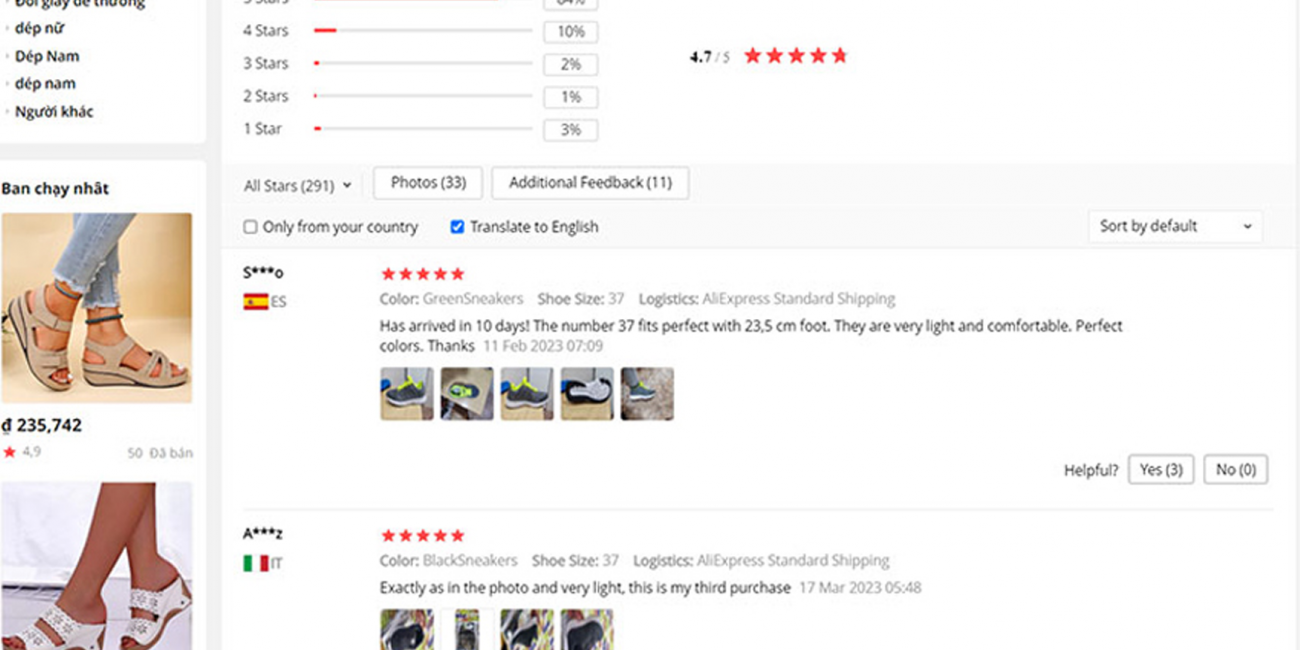 Đôi giày dễ thương
dép nữ
Dép Nam
dép nam
Người khác
Ban chạy nhât
₫ 235,742
4,9
50 Đã bán
84%
4 Stars
10%
3 Stars
2%
2 Stars
1%
1 Star
3%
4.7 / 5
All Stars (291)
Photos (33)
Additional Feedback (11)
Only from your country
Translate to English
Sort by default
S***o
ES
Color: GreenSneakers Shoe Size: 37 Logistics: AliExpress Standard Shipping
Has arrived in 10 days! The number 37 fits perfect with 23,5 cm foot. They are very light and comfortable. Perfect
colors. Thanks 11 Feb 2023 07:09
Helpful? Yes (3) No (0)
A***z
IT
Color: BlackSneakers Shoe Size: 37 Logistics: AliExpress Standard Shipping
Exactly as in the photo and very light, this is my third purchase 17 Mar 2023 05:48